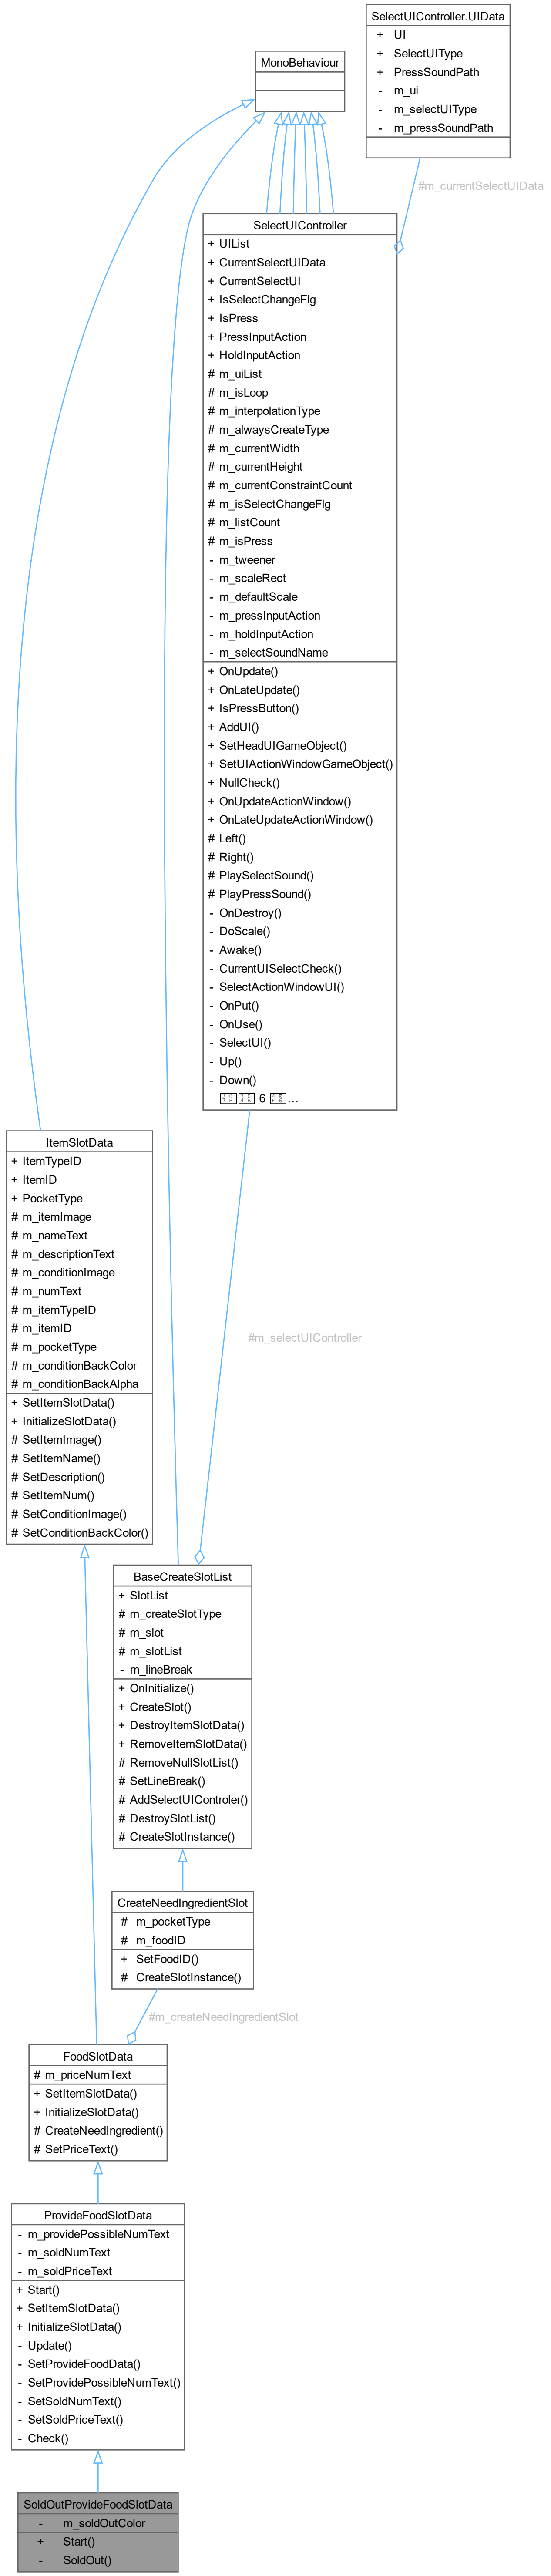 SelectUIController.UIData
+ UI
+ SelectUIType
+ PressSoundPath
- m_ui
- m_selectUIType
- m_pressSoundPath
MonoBehaviour
#m_currentSelectUIData
SelectUIController
+ UIList
+ CurrentSelectUIData
+ CurrentSelectUI
+ IsSelectChangeFlg
+ IsPress
+ PressInputAction
+ HoldInputAction
# m_uiList
# m_isLoop
# m_interpolationType
# m_alwaysCreateType
# m_currentWidth
# m_currentHeight
# m_currentConstraintCount
# m_isSelectChangeFlg
# m_listCount
# m_isPress
- m_tweener
- m_scaleRect
- m_defaultScale
- m_pressInputAction
- m_holdInputAction
- m_selectSoundName
+ OnUpdate()
+ OnLateUpdate()
+ IsPressButton()
+ AddUI()
+ SetHeadUIGameObject()
+ SetUIActionWindowGameObject()
+ NullCheck()
+ OnUpdateActionWindow()
+ OnLateUpdateActionWindow()
# Left()
# Right()
# PlaySelectSound()
# PlayPressSound()
- OnDestroy()
- DoScale()
- Awake()
- CurrentUISelectCheck()
- SelectActionWindowUI()
- OnPut()
- OnUse()
- SelectUI()
- Up()
- Down()
6 ...
ItemSlotData
+ ItemTypeID
+ ItemID
+ PocketType
# m_itemImage
# m_nameText
# m_descriptionText
# m_conditionImage
# m_numText
# m_itemTypeID
# m_itemID
# m_pocketType
# m_conditionBackColor
# m_conditionBackAlpha
+ SetItemSlotData()
+ InitializeSlotData()
# SetItemImage()
# SetItemName()
# SetDescription()
# SetItemNum()
# SetConditionImage()
# SetConditionBackColor()
#m_selectUIController
BaseCreateSlotList
+ SlotList
# m_createSlotType
# m_slot
# m_slotList
- m_lineBreak
+ OnInitialize()
+ CreateSlot()
+ DestroyItemSlotData()
+ RemoveItemSlotData()
# RemoveNullSlotList()
# SetLineBreak()
# AddSelectUIControler()
# DestroySlotList()
# CreateSlotInstance()
CreateNeedIngredientSlot
# m_pocketType
# m_foodID
+ SetFoodID()
# CreateSlotInstance()
#m_createNeedIngredientSlot
FoodSlotData
# m_priceNumText
+ SetItemSlotData()
+ InitializeSlotData()
# CreateNeedIngredient()
# SetPriceText()
ProvideFoodSlotData
- m_providePossibleNumText
- m_soldNumText
- m_soldPriceText
+ Start()
+ SetItemSlotData()
+ InitializeSlotData()
- Update()
- SetProvideFoodData()
- SetProvidePossibleNumText()
- SetSoldNumText()
- SetSoldPriceText()
- Check()
SoldOutProvideFoodSlotData
- m_soldOutColor
+ Start()
- SoldOut()